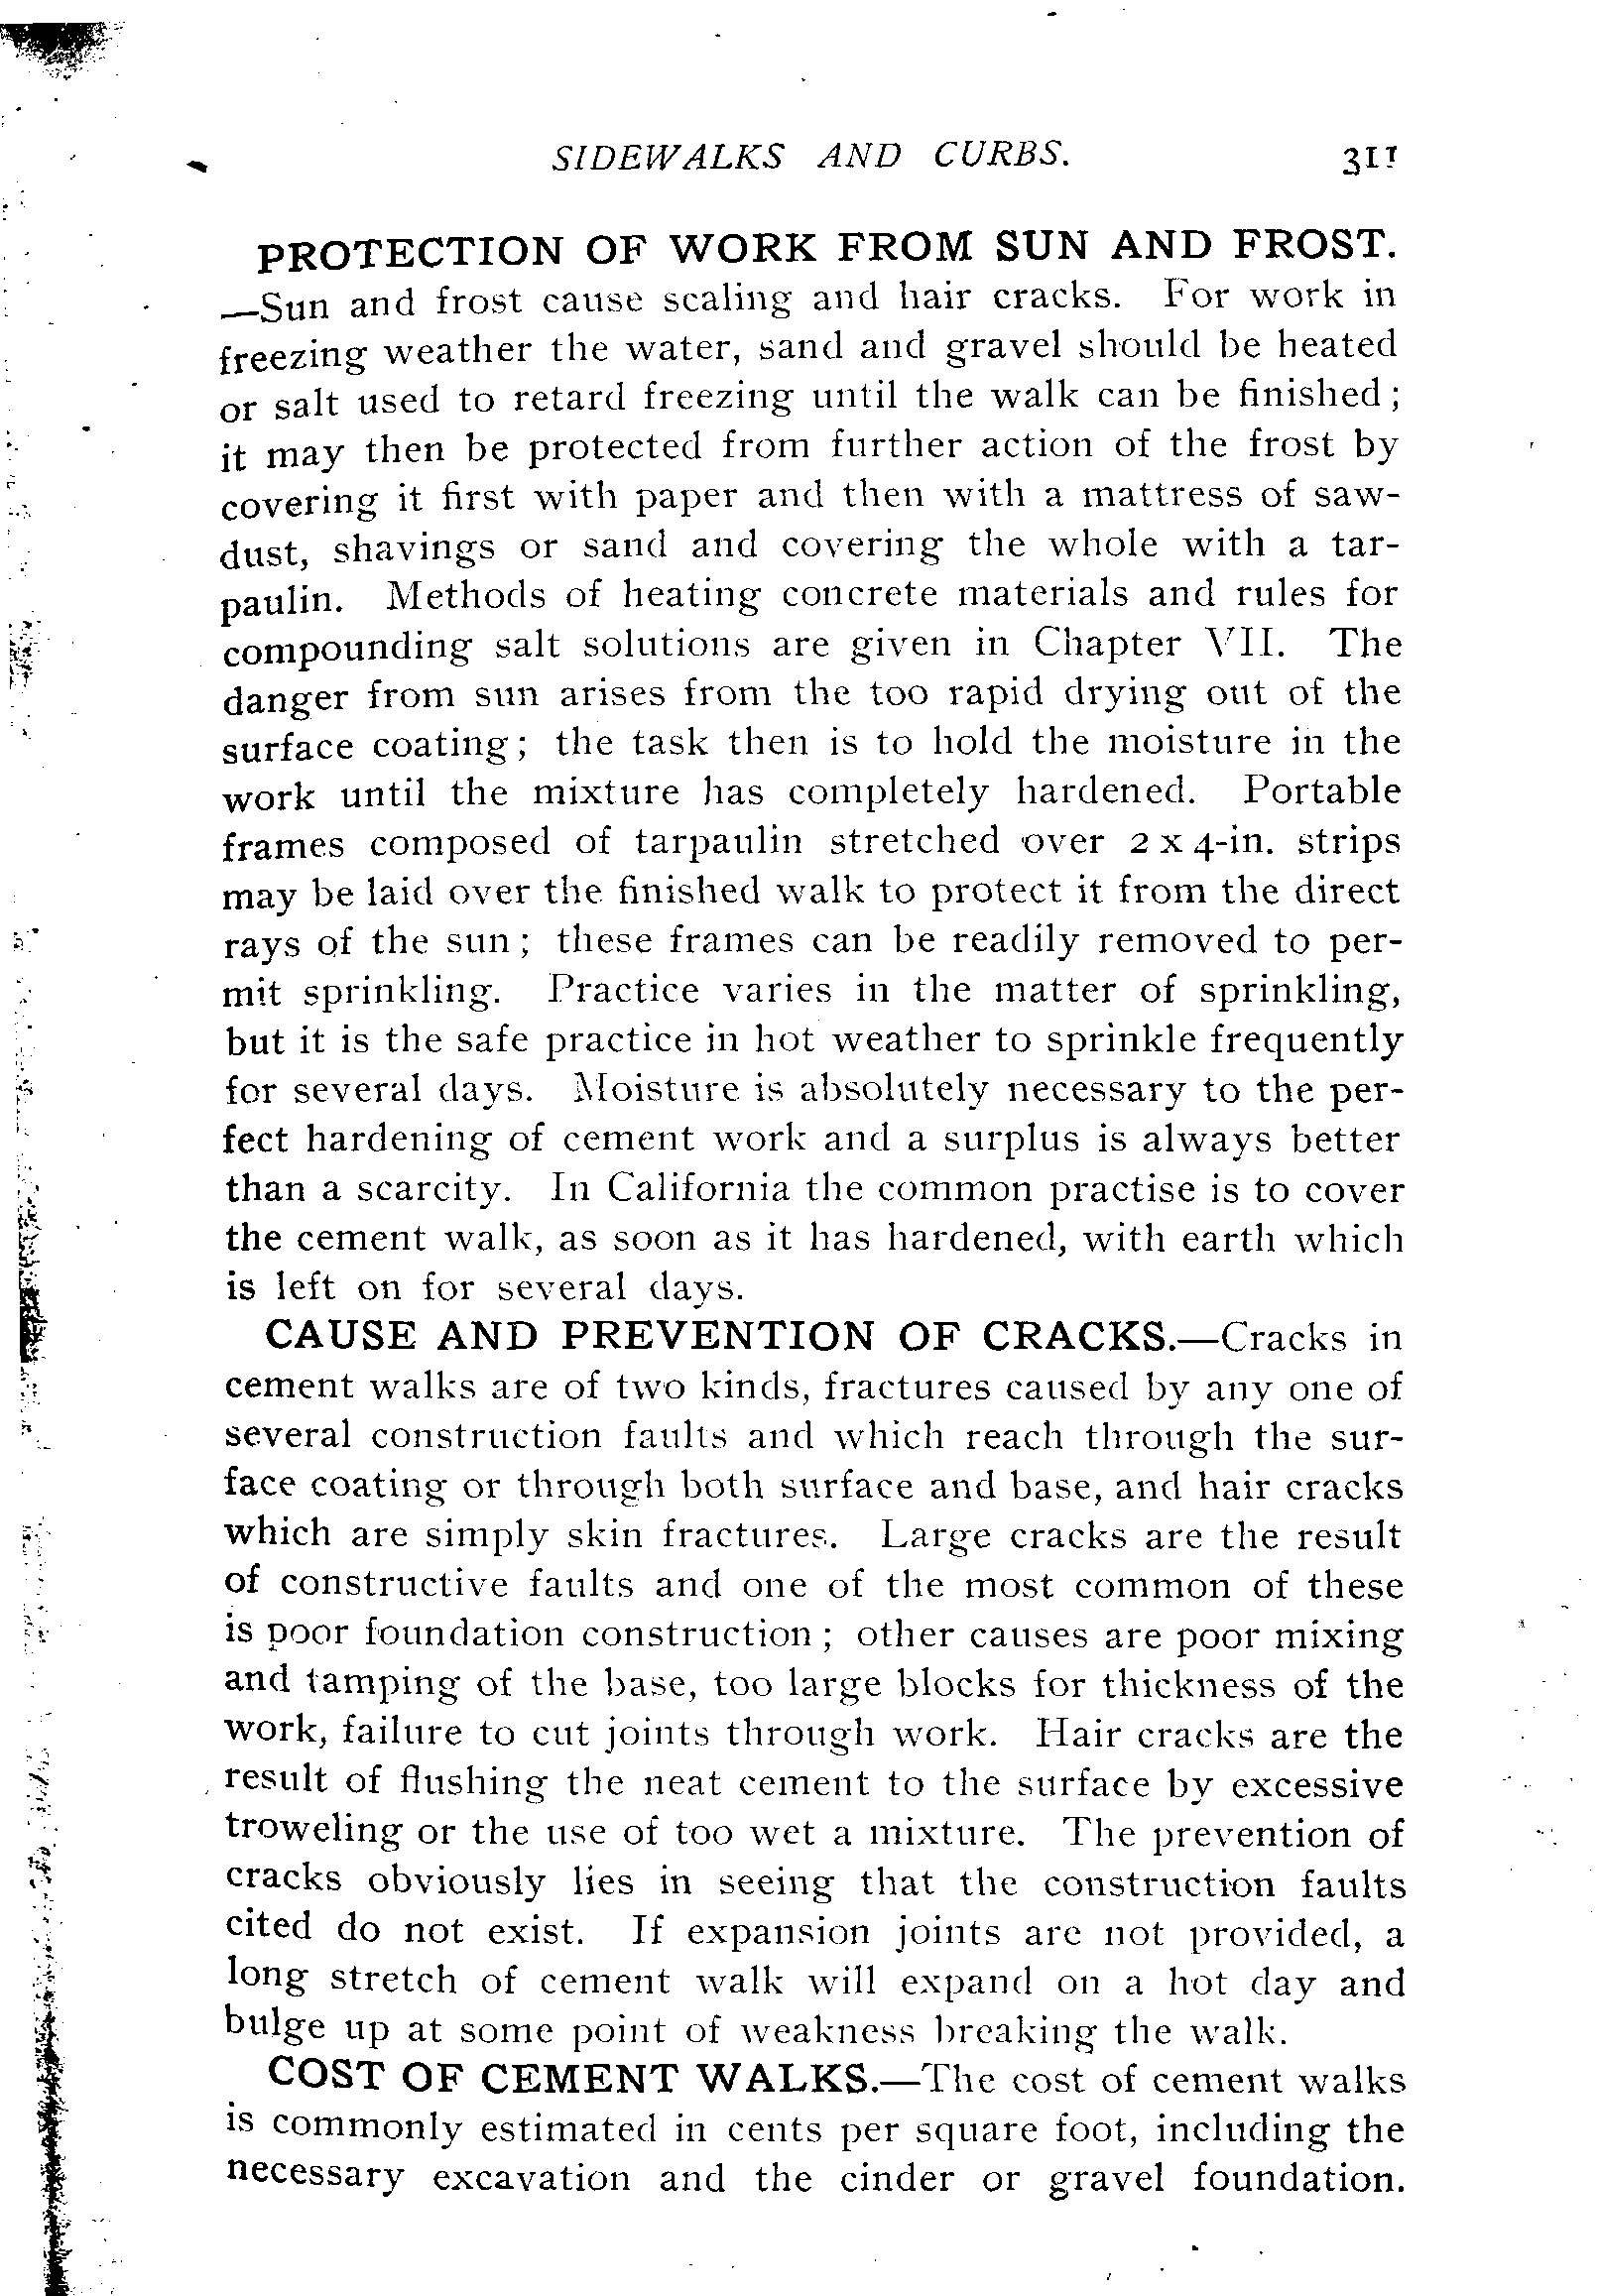 SIDEWALKS AND CURBS. 311
PROTECTION OF WORK FROM SUN AND FROST.
—Sun and frost cause scaling and hair cracks. For work in
freezing weather the water, sand and gravel should be heated
or salt used to retard freezing until the walk can be finished;
it may then be protected from further action of the frost by
covering it first with paper and then with a mattress of saw-
dust, shavings or sand and covering the whole with a tar-
paulin. Methods of heating concrete materials and rules for
compounding salt solutions are given in Chapter VII. The
danger from sun arises from the too rapid drying out of the
surface coating; the task then is to hold the moisture in the
work until the mixture has completely hardened. Portable
frames composed of tarpaulin stretched over 2 x 4-in. strips
may be laid over the finished walk to protect it from the direct
rays of the sun; these frames can be readily removed to per-
mit sprinkling. Practice varies in the matter of sprinkling,
but it is the safe practice in hot weather to sprinkle frequently
for several days. Moisture is absolutely necessary to the per-
fect hardening of cement work and a surplus is always better
than a scarcity. In California the common practise is to cover
the cement walk, as soon as it has hardened, with earth which
is left on for several days.
CAUSE AND PREVENTION OF CRACKS.—Cracks in
cement walks are of two kinds, fractures caused by any one of
several construction faults and which reach through the sur-
face coating or through both surface and base, and hair cracks
which are simply skin fractures. Large cracks are the result
of constructive faults and one of the most common of these
is poor foundation construction; other causes are poor mixing
and tamping of the base, too large blocks for thickness of the
work, failure to cut joints through work. Hair cracks are the
result of flushing the neat cement to the surface by excessive
troweling or the use of too wet a mixture. The prevention of
cracks obviously lies in seeing that the construction faults
cited do not exist. If expansion joints are not provided, a
long stretch of cement walk will expand on a hot day and
bulge up at some point of weakness breaking the walk.
COST OF CEMENT WALKS.—The cost of cement walks
is commonly estimated in cents per square foot, including the
necessary excavation and the cinder or gravel foundation.